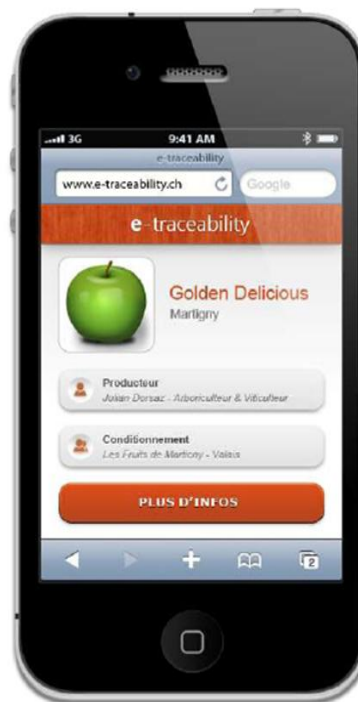 3G 9:41 AM
e-traceability
www.e-traceability.ch Google
e-traceability
Golden Delicious
Martigny
Producteur
Dorsaz - Arboriculteur & Viticulteur
Conditionnement
Les Fruits de Martigny - Valais
PLUS D'INFOS
2